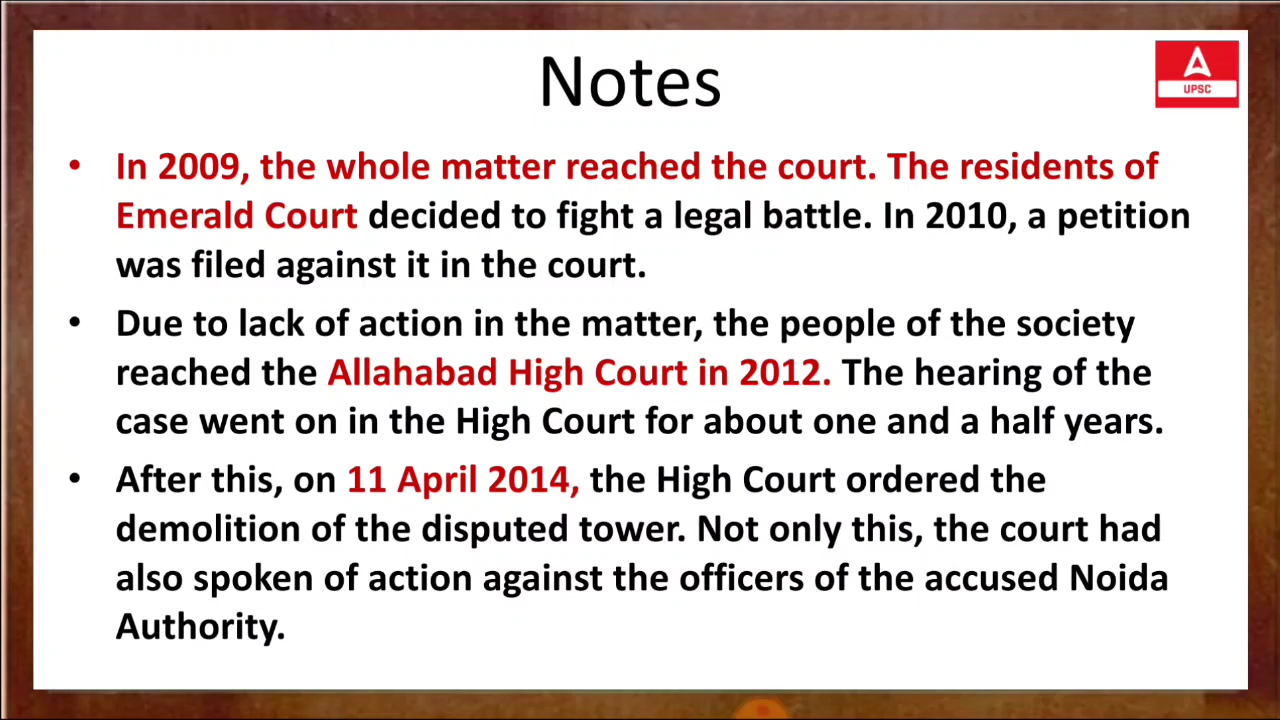 Notes
UPSC
• In 2009, the whole matter reached the court. The residents of
Emerald Court decided to fight a legal battle. In 2010, a petition
was filed against it in the court.
• Due to lack of action in the matter, the people of the society
reached the Allahabad High Court in 2012. The hearing of the
case went on in the High Court for about one and a half years.
• After this, on 11 April 2014, the High Court ordered the
demolition of the disputed tower. Not only this, the court had
also spoken of action against the officers of the accused Noida
Authority.